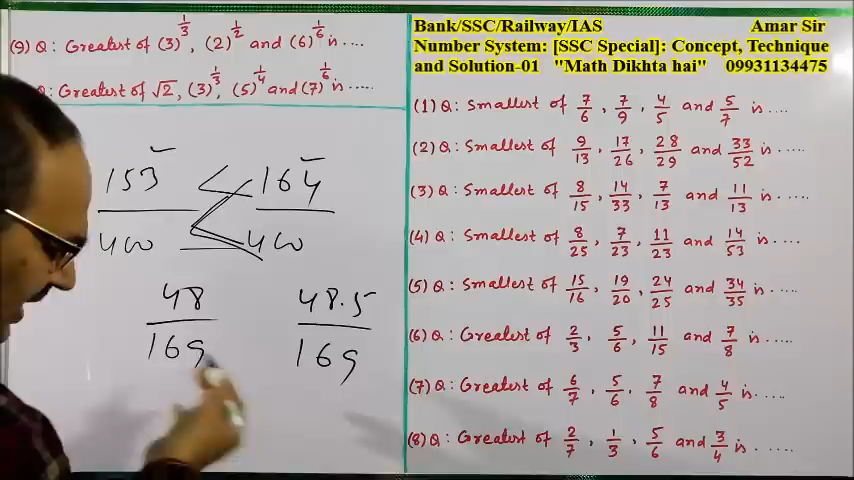 (9) Q: Greatest of (3)^1/3, (2)^1/2 and (6)^1/6 is ....
Q: Greatest of √2, (3)^1/3, (5)^1/4 and (7)^1/6 is .....
153 < 164
400 400
48 48.5
169 169
Bank/SSC/Railway/IAS Amar Sir
Number System: [SSC Special]: Concept, Technique
and Solution-01 "Math Dikhta hai" 09931134475
(1) Q: Smallest of 7/6, 7/9, 4/5 and 5/7 is ....
(2) Q: Smallest of 9/13, 17/26, 28/29 and 33/52 is .....
(3) Q: Smallest of 8/15, 14/33, 7/13 and 11/13 is .....
(4) Q: Smallest of 8/25, 7/23, 11/23 and 14/53 is ....
(5) Q: Smallest of 15/16, 19/20, 24/25 and 34/35 is .....
(6) Q: Greatest of 2/3, 5/6, 11/15 and 7/8 is .....
(7) Q: Greatest of 6/7, 5/6, 7/8 and 4/5 is .....
(8) Q: Greatest of 2/7, 1/3, 5/6 and 3/4 is .....